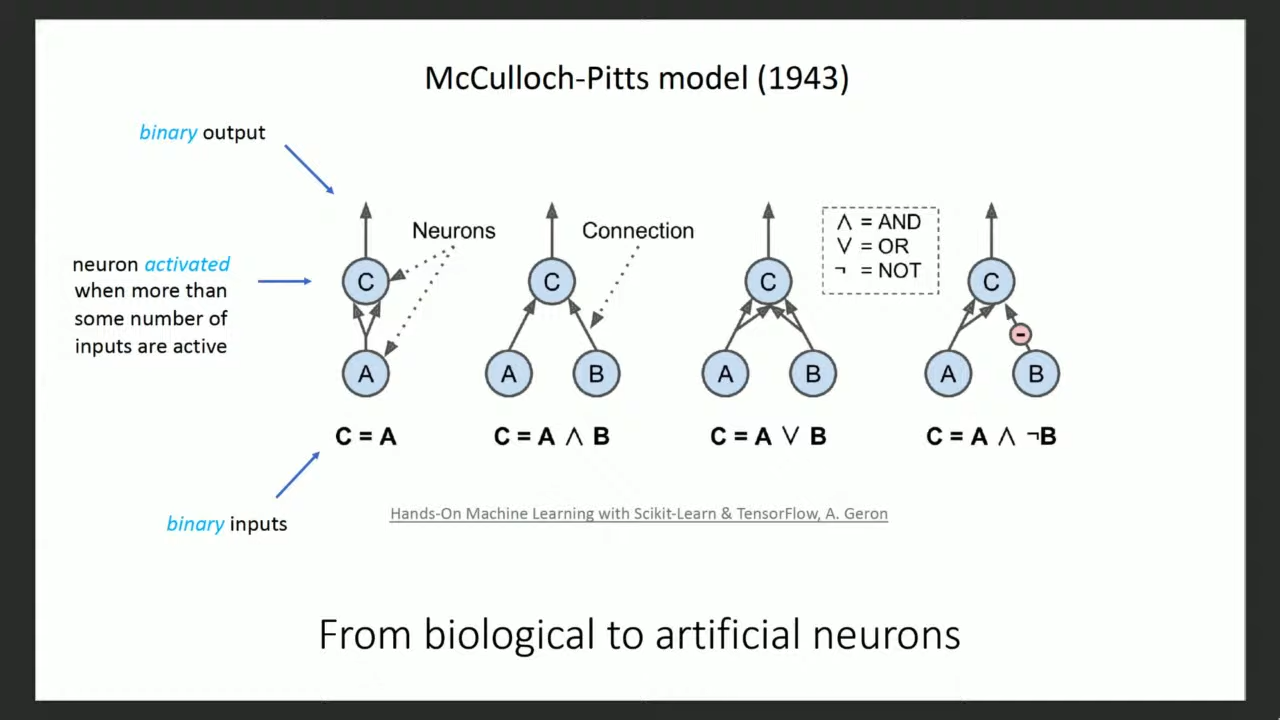 McCulloch-Pitts model (1943)
binary output
neuron activated
when more than
some number of
inputs are active
binary inputs
Neurons
Connection
∧ = AND
∨ = OR
¬ = NOT
C
A
C = A
C
A B
C = A ∧ B
C
A B
C = A ∨ B
C
-
A B
C = A ∧ ¬B
Hands-On Machine Learning with Scikit-Learn & TensorFlow, A. Geron
From biological to artificial neurons